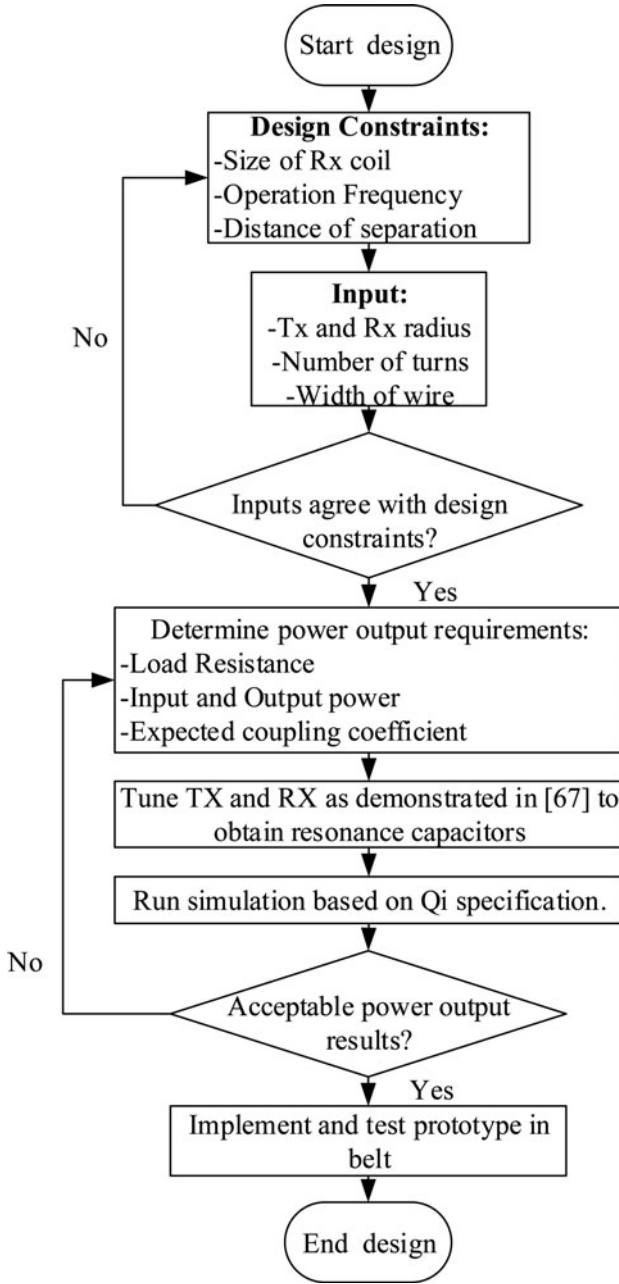 Start design
Design Constraints:
-Size of Rx coil
-Operation Frequency
-Distance of separation
Input:
-Tx and Rx radius
-Number of turns
-Width of wire
No
Inputs agree with design
constraints?
Yes
Determine power output requirements:
-Load Resistance
-Input and Output power
-Expected coupling coefficient
Tune TX and RX as demonstrated in [67] to
obtain resonance capacitors
Run simulation based on Qi specification.
No
Acceptable power output
results?
Yes
Implement and test prototype in
belt
End design